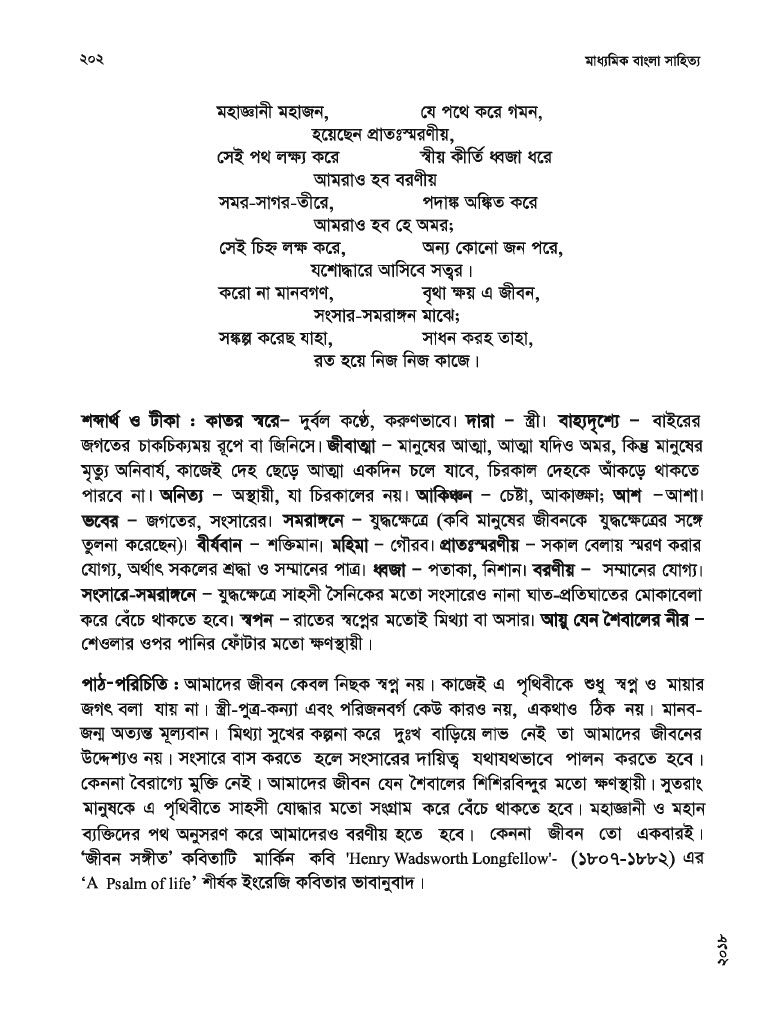 ২০২ মাধ্যমিক বাংলা সাহিত্য
মহাজ্ঞানী মহাজন, যে পথে করে গমন,
হয়েছেন প্রাতঃস্মরণীয়,
সেই পথ লক্ষ্য করে স্বীয় কীর্তি ধ্বজা ধরে
আমরাও হব বরণীয়
সমর-সাগর-তীরে, পদাঙ্ক অঙ্কিত করে
আমরাও হব হে অমর;
সেই চিহ্ন লক্ষ করে, অন্য কোনো জন পরে,
যশোদ্ধারে আসিবে সত্বর।
করো না মানবগণ, বৃথা ক্ষয় এ জীবন,
সংসার-সমরাঙ্গন মাঝে;
সঙ্কল্প করেছ যাহা, সাধন করহ তাহা,
রত হয়ে নিজ নিজ কাজে।
শব্দার্থ ও টীকা : কাতর স্বরে– দুর্বল কণ্ঠে, করুণভাবে। দারা – স্ত্রী। বাহ্যদৃশ্যে – বাইরের
জগতের চাকচিক্যময় রূপে বা জিনিসে। জীবাত্মা – মানুষের আত্মা, আত্মা যদিও অমর, কিন্তু মানুষের
মৃত্যু অনিবার্য, কাজেই দেহ ছেড়ে আত্মা একদিন চলে যাবে, চিরকাল দেহকে আঁকড়ে থাকতে
পারবে না। অনিত্য – অস্থায়ী, যা চিরকালের নয়। আকিঞ্চন – চেষ্টা, আকাঙ্ক্ষা; আশ –আশা।
ভবের – জগতের, সংসারের। সমরাঙ্গনে – যুদ্ধক্ষেত্রে (কবি মানুষের জীবনকে যুদ্ধক্ষেত্রের সঙ্গে
তুলনা করেছেন)। বীর্যবান – শক্তিমান। মহিমা – গৌরব। প্রাতঃস্মরণীয় – সকাল বেলায় স্মরণ করার
যোগ্য, অর্থাৎ সকলের শ্রদ্ধা ও সম্মানের পাত্র। ধ্বজা – পতাকা, নিশান। বরণীয় – সম্মানের যোগ্য।
সংসারে-সমরাঙ্গনে – যুদ্ধক্ষেত্রে সাহসী সৈনিকের মতো সংসারেও নানা ঘাত-প্রতিঘাতের মোকাবেলা
করে বেঁচে থাকতে হবে। স্বপন – রাতের স্বপ্নের মতোই মিথ্যা বা অসার। আয়ু যেন শৈবালের নীর –
শেওলার ওপর পানির ফোঁটার মতো ক্ষণস্থায়ী।
পাঠ-পরিচিতি : আমাদের জীবন কেবল নিছক স্বপ্ন নয়। কাজেই এ পৃথিবীকে শুধু স্বপ্ন ও মায়ার
জগৎ বলা যায় না। স্ত্রী-পুত্র-কন্যা এবং পরিজনবর্গ কেউ কারও নয়, একথাও ঠিক নয়। মানব-
জন্ম অত্যন্ত মূল্যবান। মিথ্যা সুখের কল্পনা করে দুঃখ বাড়িয়ে লাভ নেই তা আমাদের জীবনের
উদ্দেশ্যও নয়। সংসারে বাস করতে হলে সংসারের দায়িত্ব যথাযথভাবে পালন করতে হবে।
কেননা বৈরাগ্যে মুক্তি নেই। আমাদের জীবন যেন শৈবালের শিশিরবিন্দুর মতো ক্ষণস্থায়ী। সুতরাং
মানুষকে এ পৃথিবীতে সাহসী যোদ্ধার মতো সংগ্রাম করে বেঁচে থাকতে হবে। মহাজ্ঞানী ও মহান
ব্যক্তিদের পথ অনুসরণ করে আমাদেরও বরণীয় হতে হবে। কেননা জীবন তো একবারই।
‘জীবন সঙ্গীত’ কবিতাটি মার্কিন কবি 'Henry Wadsworth Longfellow'- (১৮০৭-১৮৮২) এর
‘A Psalm of life’ শীর্ষক ইংরেজি কবিতার ভাবানুবাদ।
২০১৮